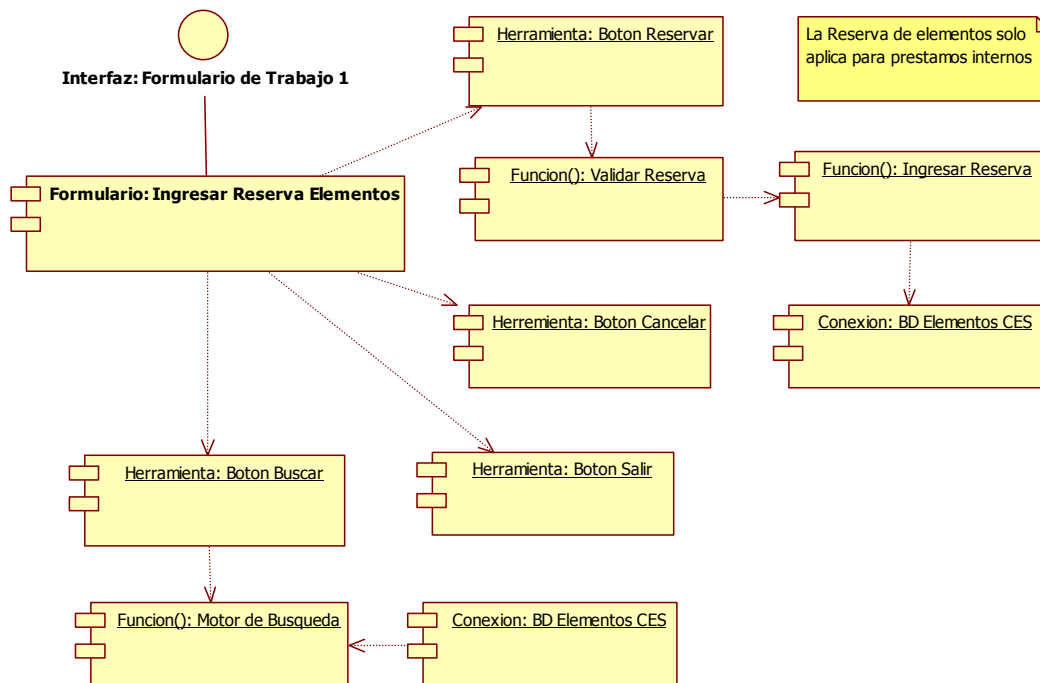 Herramienta: Boton Reservar
La Reserva de elementos solo
aplica para prestamos internos
Interfaz: Formulario de Trabajo 1
Funcion(): Validar Reserva
Funcion(): Ingresar Reserva
Formulario: Ingresar Reserva Elementos
Herremienta: Boton Cancelar
Conexion: BD Elementos CES
Herramienta: Boton Buscar
Herramienta: Boton Salir
Funcion(): Motor de Busqueda
Conexion: BD Elementos CES